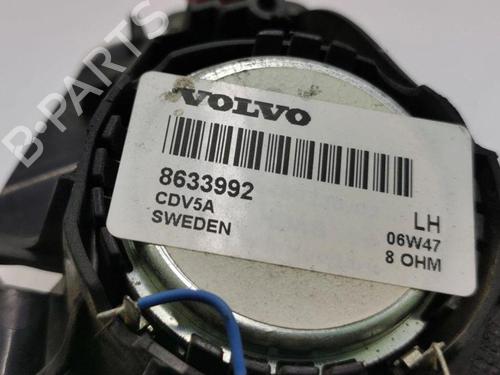 B-PARTS
VOLVO
8633992
CDV5A
SWEDEN
LH
06W47
8 OHM